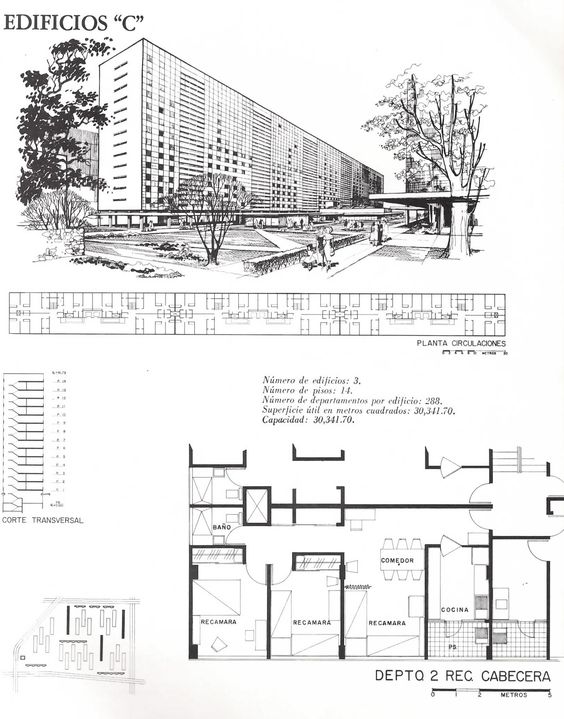 EDIFICIOS “C”
PLANTA CIRCULACIONES
METROS
Número de edificios: 3.
Número de pisos: 14.
Número de departamentos por edificio: 288.
Superficie útil en metros cuadrados: 30,341.70.
Capacidad: 30,341.70.
CORTE TRANSVERSAL
BAÑO
COMEDOR
RECAMARA
RECAMARA
RECAMARA
COCINA
P.S.
DEPTO. 2 REC. CABECERA
0 1 2 METROS 5